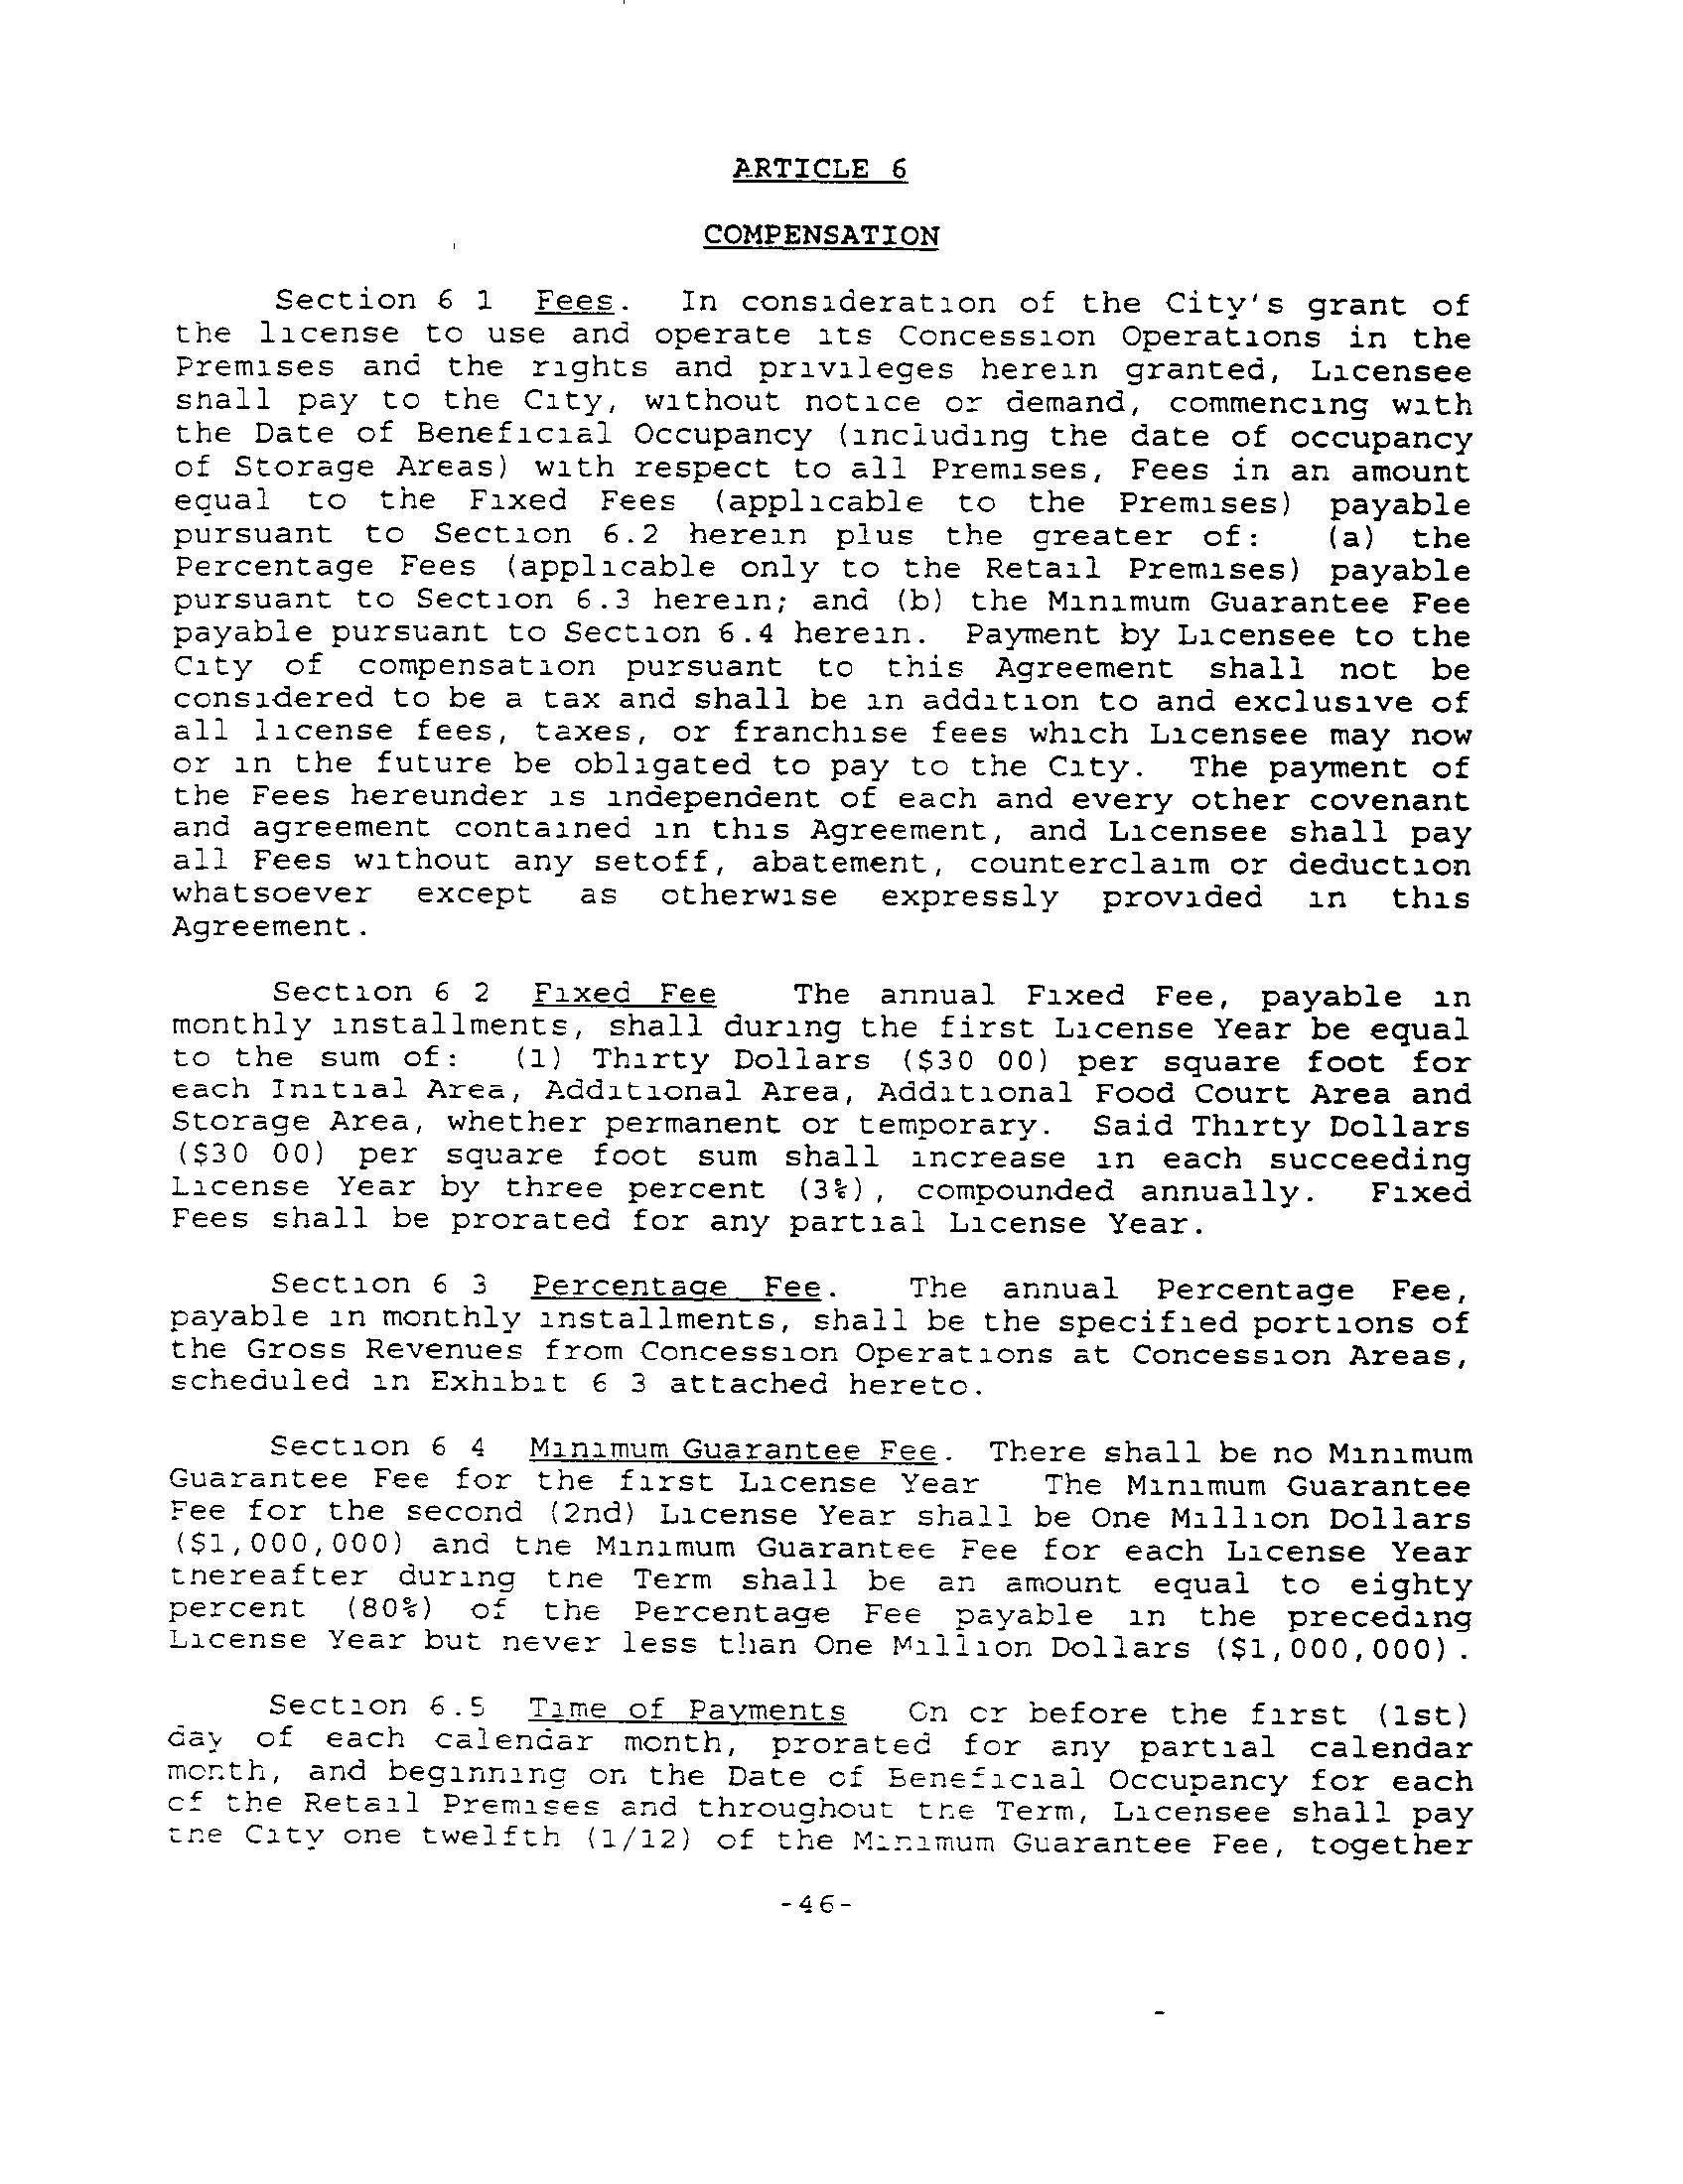 ARTICLE 6
COMPENSATION
Section 6 1 Fees. In consideration of the City's grant of
the license to use and operate its Concession Operations in the
Premises and the rights and privileges herein granted, Licensee
shall pay to the City, without notice or demand, commencing with
the Date of Beneficial Occupancy (including the date of occupancy
of Storage Areas) with respect to all Premises, Fees in an amount
equal to the Fixed Fees (applicable to the Premises) payable
pursuant to Section 6.2 herein plus the greater of: (a) the
Percentage Fees (applicable only to the Retail Premises) payable
pursuant to Section 6.3 herein; and (b) the Minimum Guarantee Fee
payable pursuant to Section 6.4 herein. Payment by Licensee to the
City of compensation pursuant to this Agreement shall not be
considered to be a tax and shall be in addition to and exclusive of
all license fees, taxes, or franchise fees which Licensee may now
or in the future be obligated to pay to the City. The payment of
the Fees hereunder is independent of each and every other covenant
and agreement contained in this Agreement, and Licensee shall pay
all Fees without any setoff, abatement, counterclaim or deduction
whatsoever except as otherwise expressly provided in this
Agreement.
Section 6 2 Fixed Fee The annual Fixed Fee, payable in
monthly installments, shall during the first License Year be equal
to the sum of: (1) Thirty Dollars ($30 00) per square foot for
each Initial Area, Additional Area, Additional Food Court Area and
Storage Area, whether permanent or temporary. Said Thirty Dollars
($30 00) per square foot sum shall increase in each succeeding
License Year by three percent (3%), compounded annually. Fixed
Fees shall be prorated for any partial License Year.
Section 6 3 Percentage Fee. The annual Percentage Fee,
payable in monthly installments, shall be the specified portions of
the Gross Revenues from Concession Operations at Concession Areas,
scheduled in Exhibit 6 3 attached hereto.
Section 6 4 Minimum Guarantee Fee. There shall be no Minimum
Guarantee Fee for the first License Year The Minimum Guarantee
Fee for the second (2nd) License Year shall be One Million Dollars
($1,000,000) and the Minimum Guarantee Fee for each License Year
thereafter during the Term shall be an amount equal to eighty
percent (80%) of the Percentage Fee payable in the preceding
License Year but never less than One Million Dollars ($1,000,000).
Section 6.5 Time of Payments On or before the first (1st)
day of each calendar month, prorated for any partial calendar
month, and beginning on the Date of Beneficial Occupancy for each
of the Retail Premises and throughout the Term, Licensee shall pay
the City one twelfth (1/12) of the Minimum Guarantee Fee, together
-46-